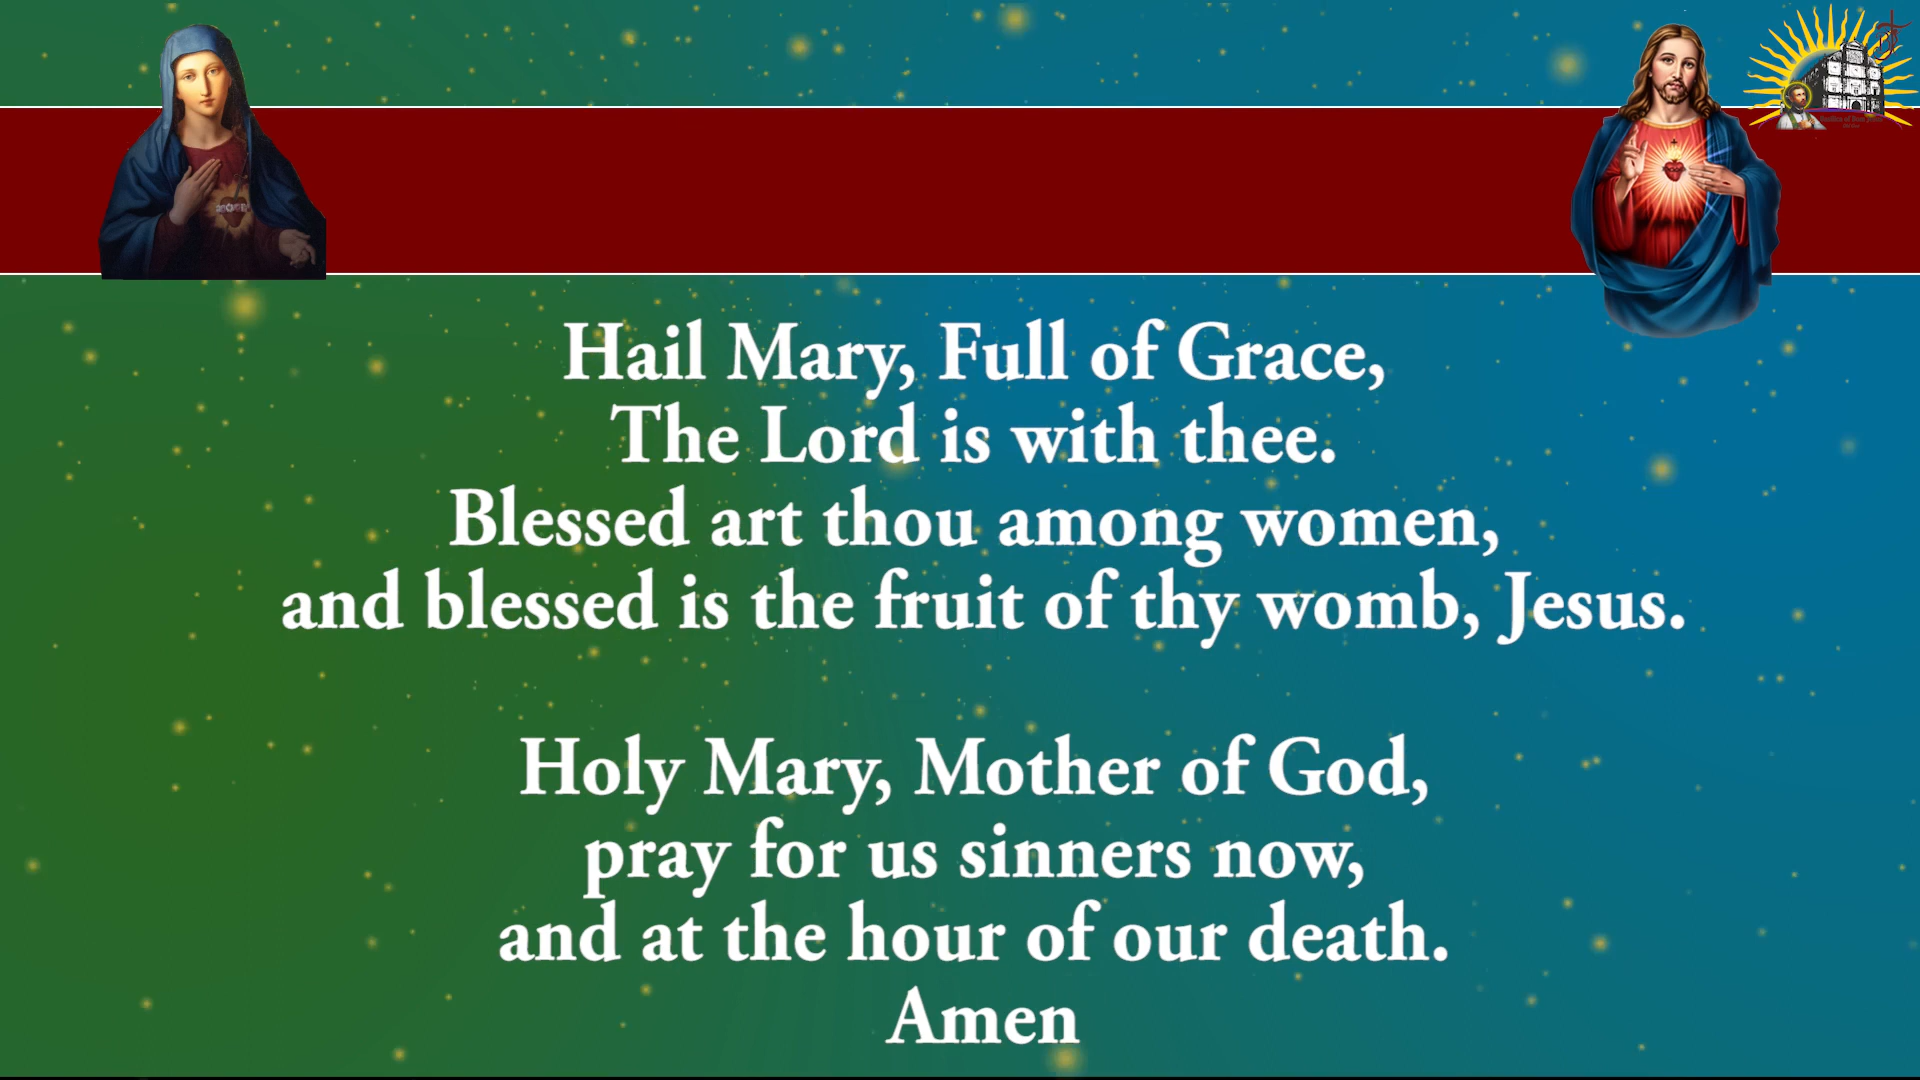 Hail Mary, Full of Grace,
The Lord is with thee.
Blessed art thou among women,
and blessed is the fruit of thy womb, Jesus.
Holy Mary, Mother of God,
pray for us sinners now,
and at the hour of our death.
Amen